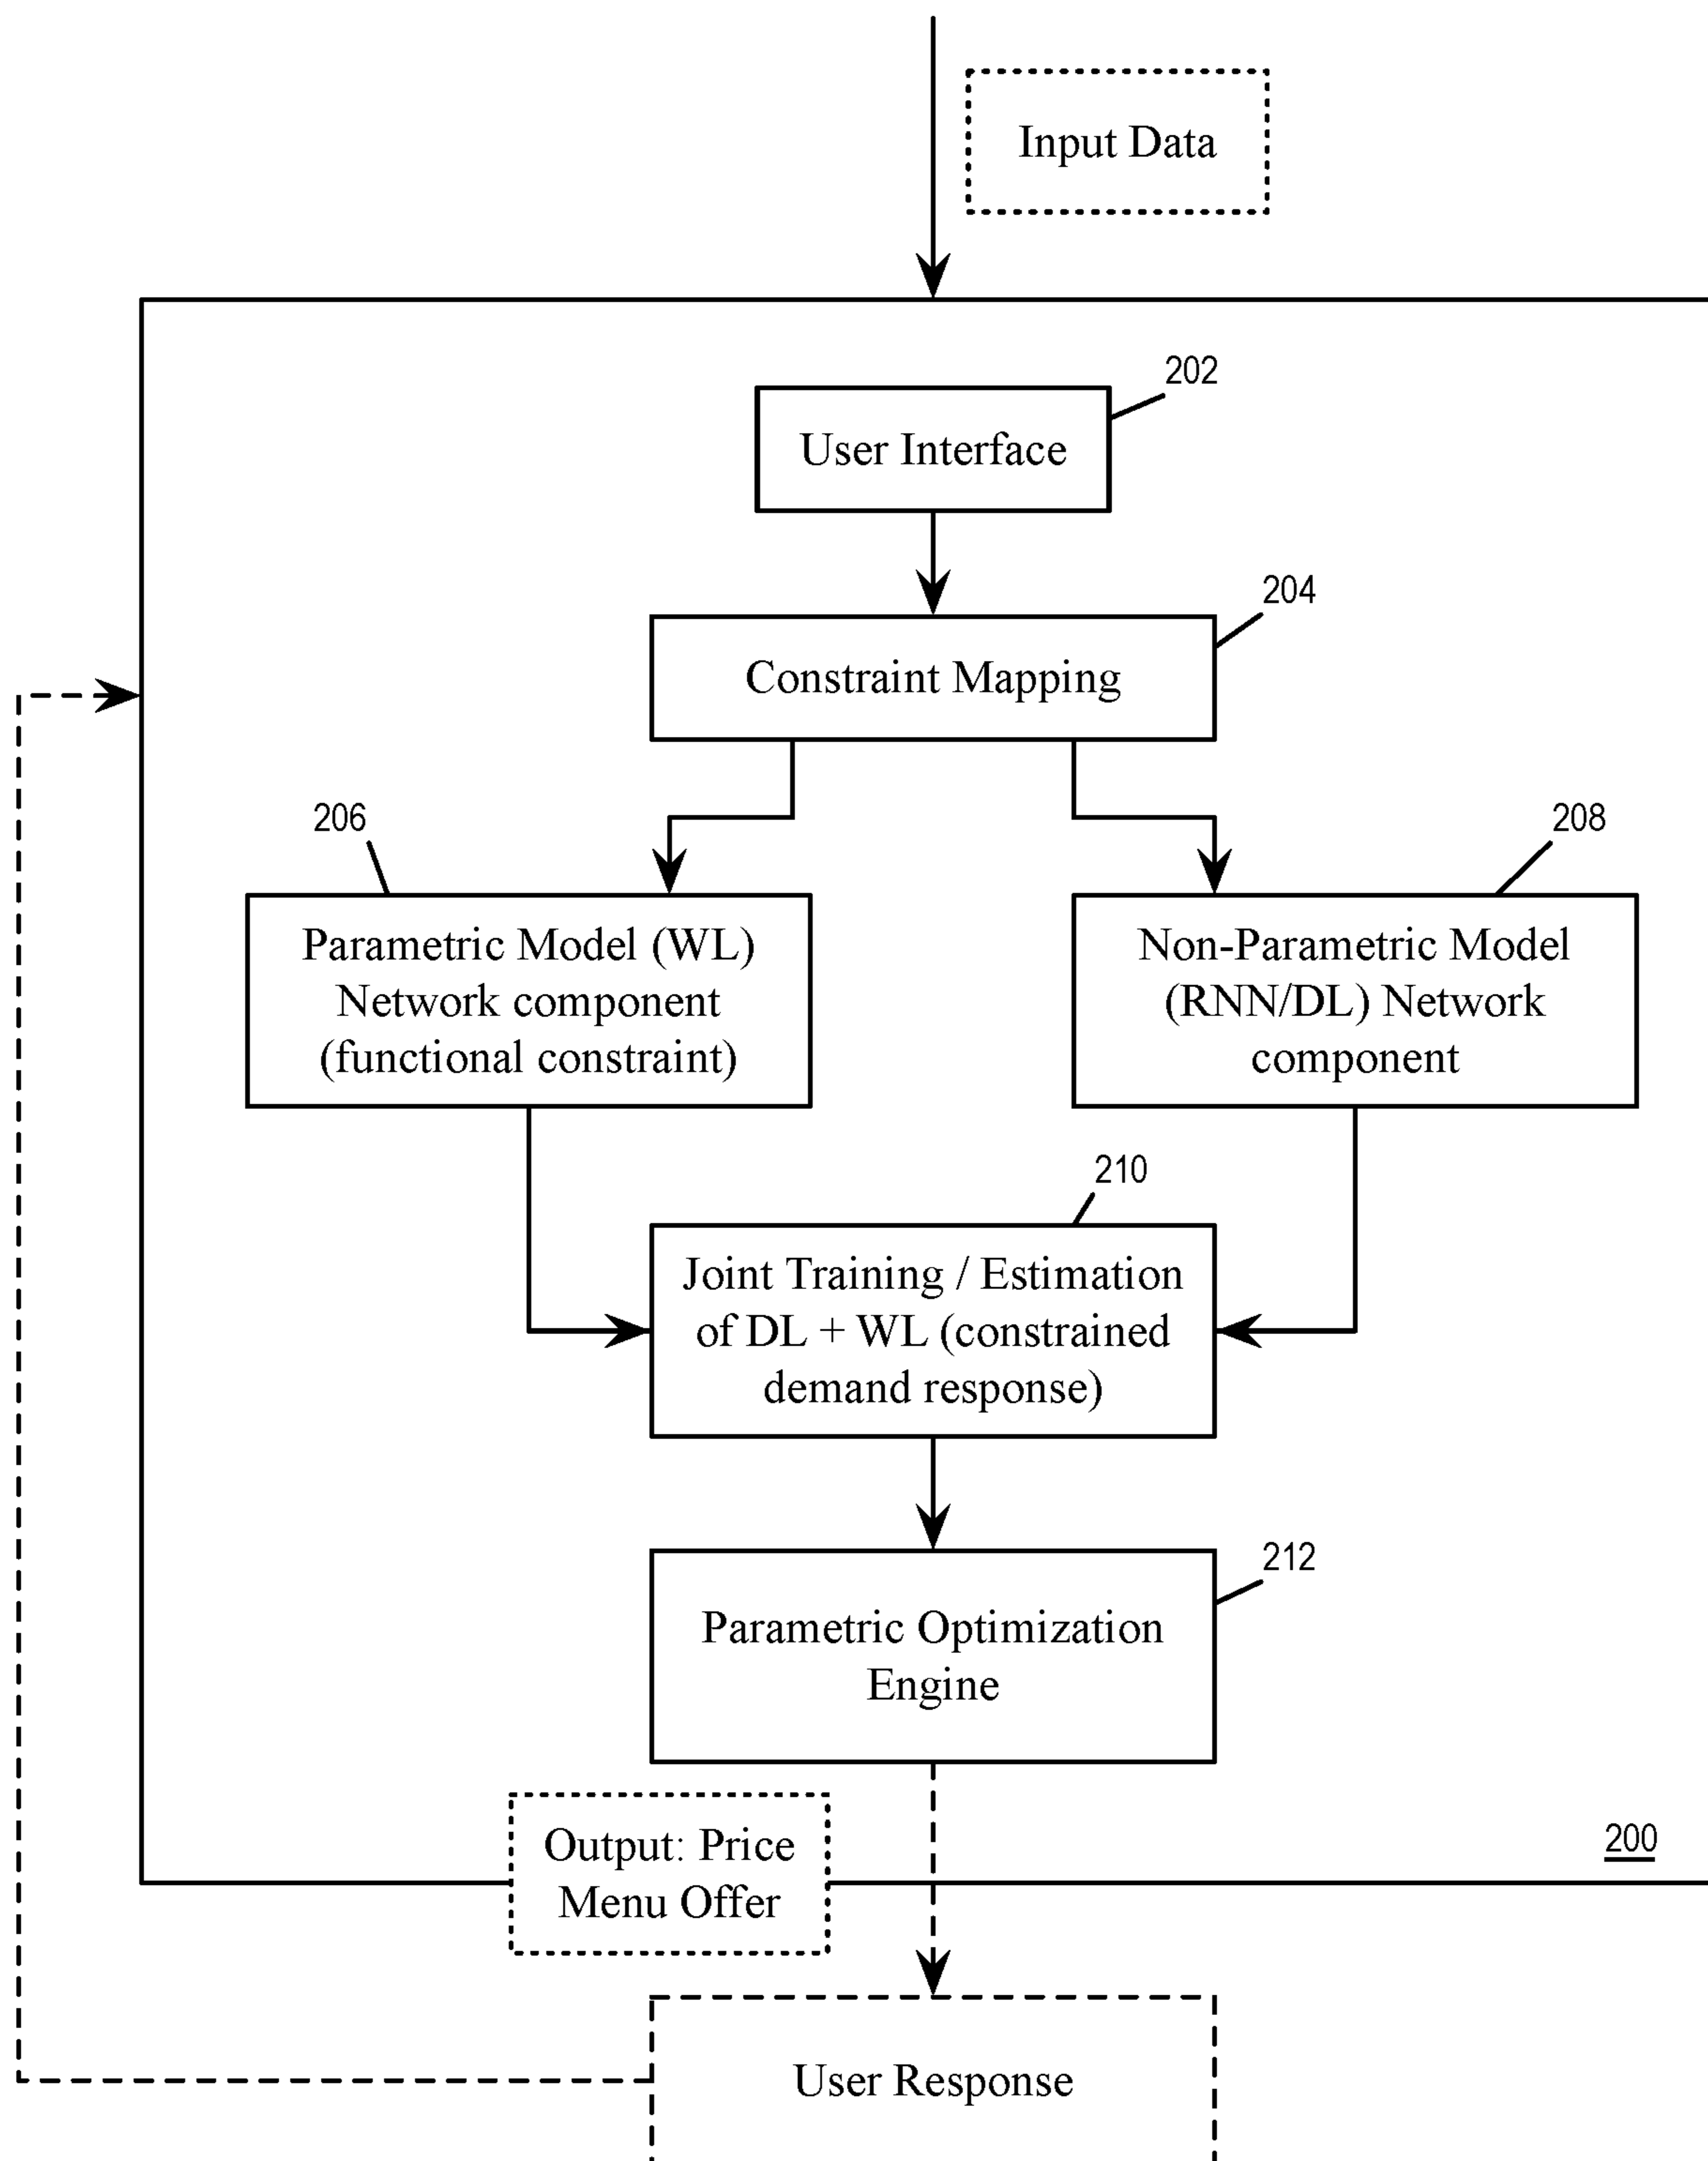 Input Data
202
User Interface
204
Constraint Mapping
206
208
Parametric Model (WL)
Network component
(functional constraint)
Non-Parametric Model
(RNN/DL) Network
component
210
Joint Training / Estimation
of DL + WL (constrained
demand response)
212
Parametric Optimization
Engine
Output: Price
Menu Offer
200
User Response